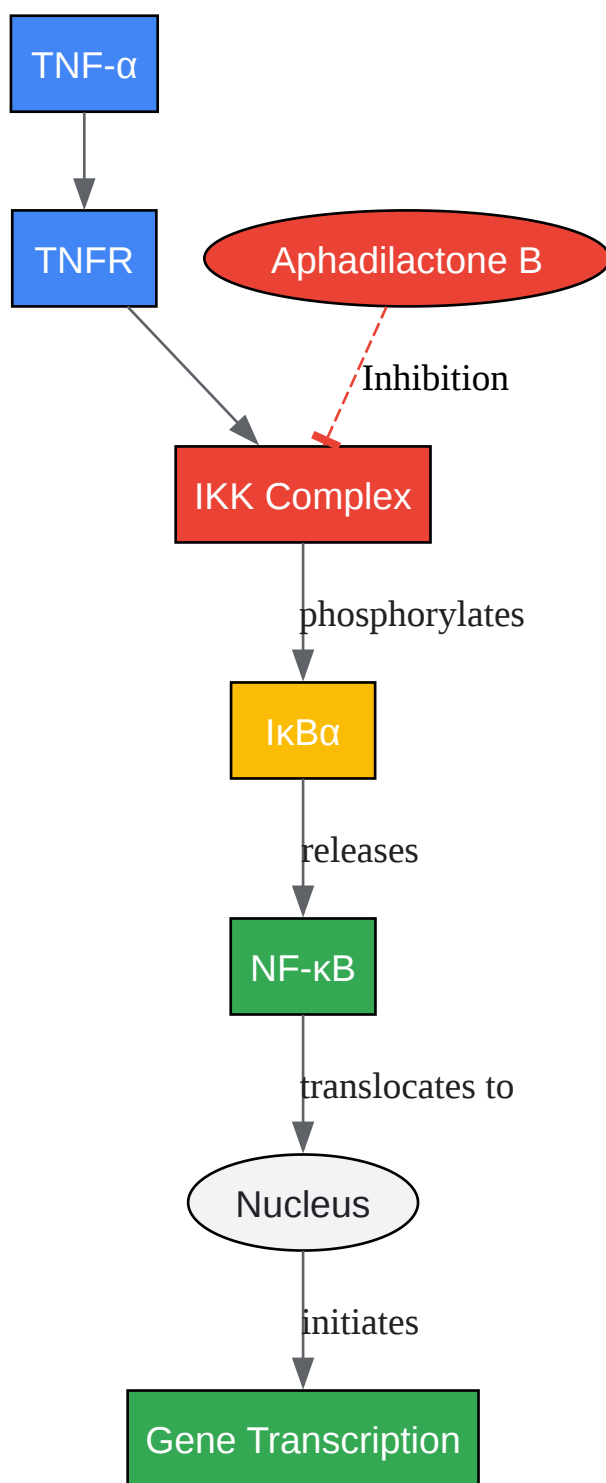 TNF-α
TNFR
Aphadilactone B
Inhibition
IKK Complex
phosphorylates
IκBα
releases
NF-κB
translocates to
Nucleus
initiates
Gene Transcription